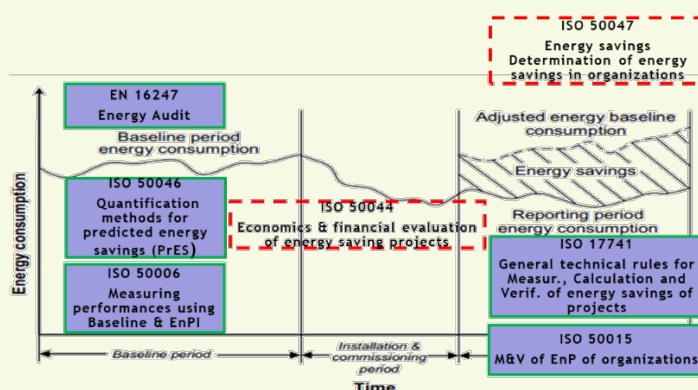 ISO 50047
Energy savings
Determination of energy
savings in organizations
EN 16247
Energy Audit
Baseline period
energy consumption
Adjusted energy baseline
consumption
Energy savings
Reporting period
energy consumption
Energy consumption
ISO 50046
Quantification
methods for
predicted energy
savings (PrES)
ISO 50044
Economics & financial evaluation
of energy saving projects
ISO 50006
Measuring
performances using
Baseline & EnPI
ISO 17741
General technical rules for
Measur., Calculation and
Verif. of energy savings of
projects
ISO 50015
M&V of EnP of organizations
Baseline period
Installation &
commissioning
period
Time